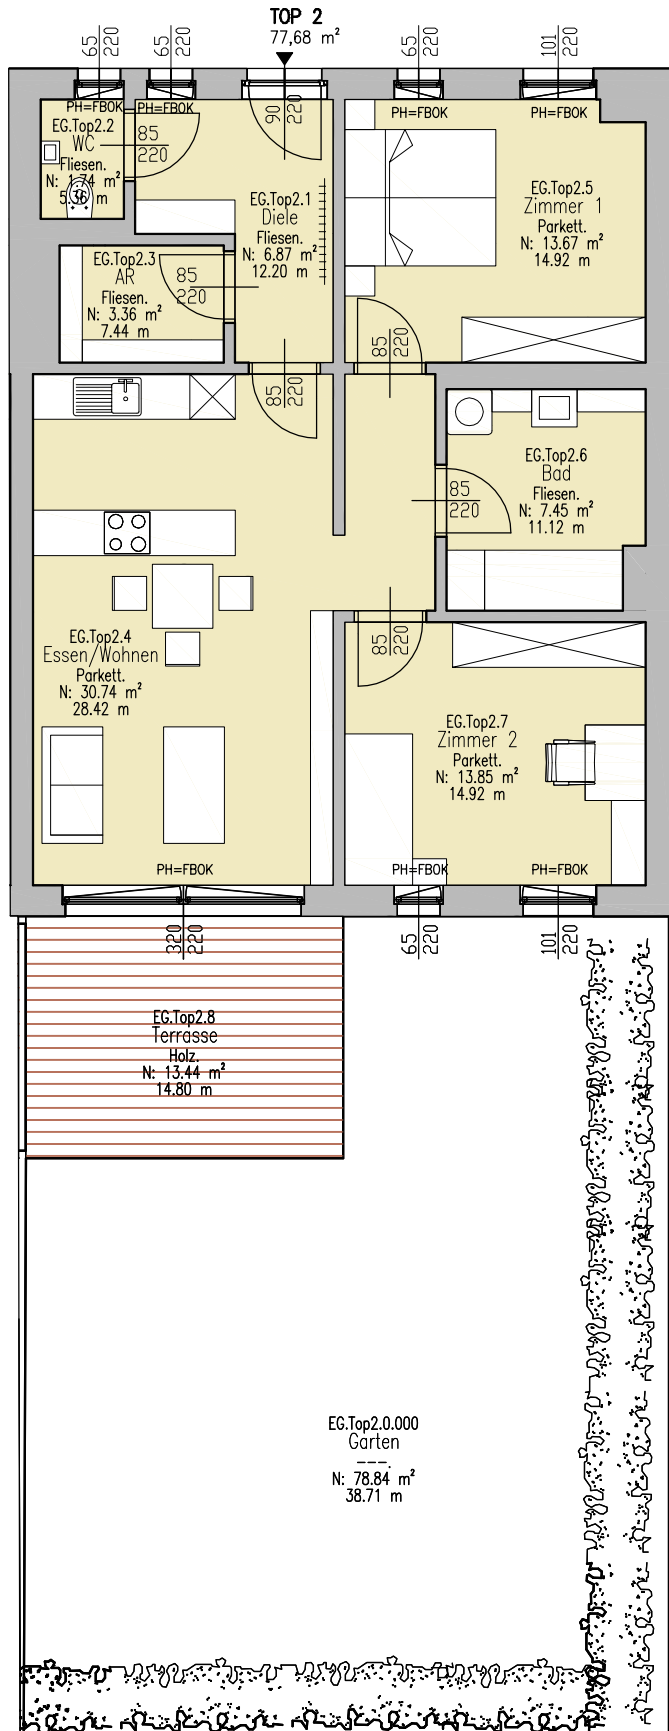 TOP 2
77,68 m²
65
220
65
220
65
220
101
220
PH=FBOK
PH=FBOK
PH=FBOK
PH=FBOK
90
220
EG.Top2.2
WC
Fliesen.
N: 1.74 m²
5.36 m
85
220
EG.Top2.1
Diele
Fliesen.
N: 6.87 m²
12.20 m
EG.Top2.5
Zimmer 1
Parkett.
N: 13.67 m²
14.92 m
EG.Top2.3
AR
Fliesen.
N: 3.36 m²
7.44 m
85
220
85
220
85
220
EG.Top2.6
Bad
Fliesen.
N: 7.45 m²
11.12 m
85
220
EG.Top2.4
Essen/Wohnen
Parkett.
N: 30.74 m²
28.42 m
85
220
EG.Top2.7
Zimmer 2
Parkett.
N: 13.85 m²
14.92 m
PH=FBOK
PH=FBOK
PH=FBOK
320
220
65
220
101
220
EG.Top2.8
Terrasse
Holz.
N: 13.44 m²
14.80 m
EG.Top2.0.000
Garten
---.
N: 78.84 m²
38.71 m